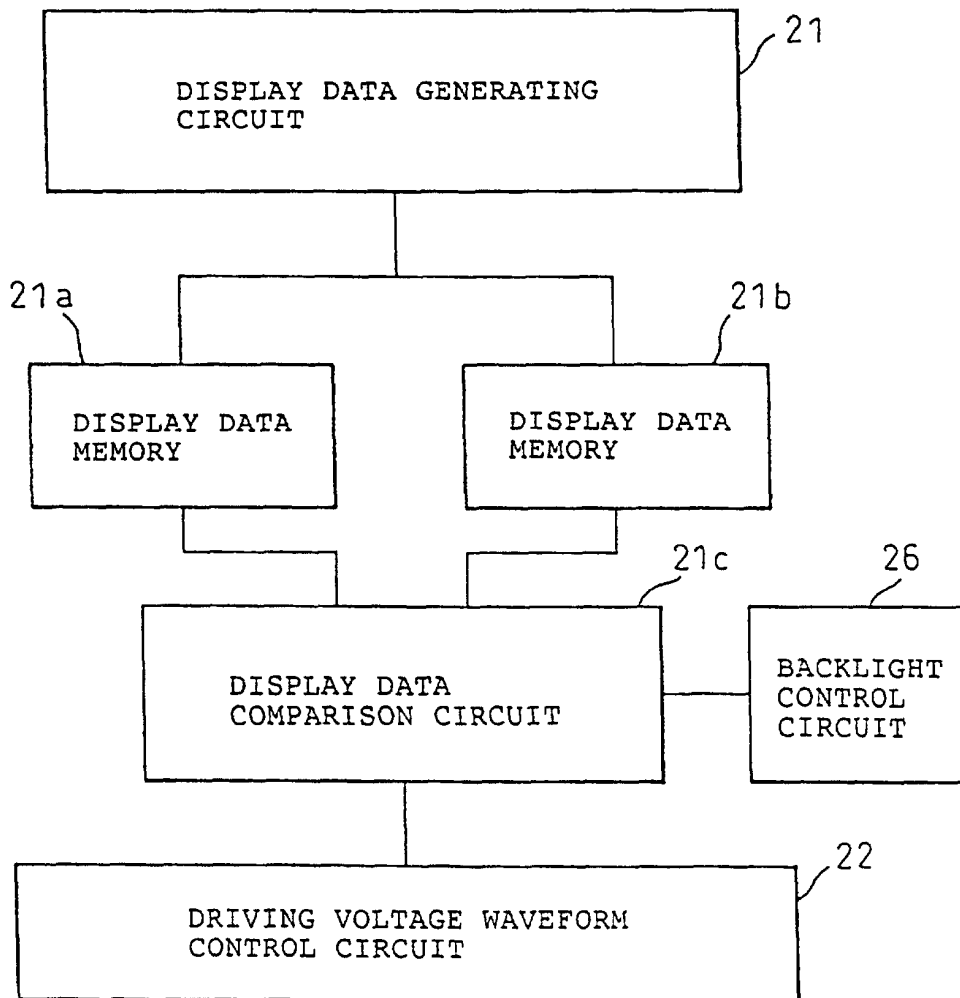 21
DISPLAY DATA GENERATING
CIRCUIT
21a
21b
DISPLAY DATA
MEMORY
DISPLAY DATA
MEMORY
21c
26
DISPLAY DATA
COMPARISON CIRCUIT
BACKLIGHT
CONTROL
CIRCUIT
22
DRIVING VOLTAGE WAVEFORM
CONTROL CIRCUIT